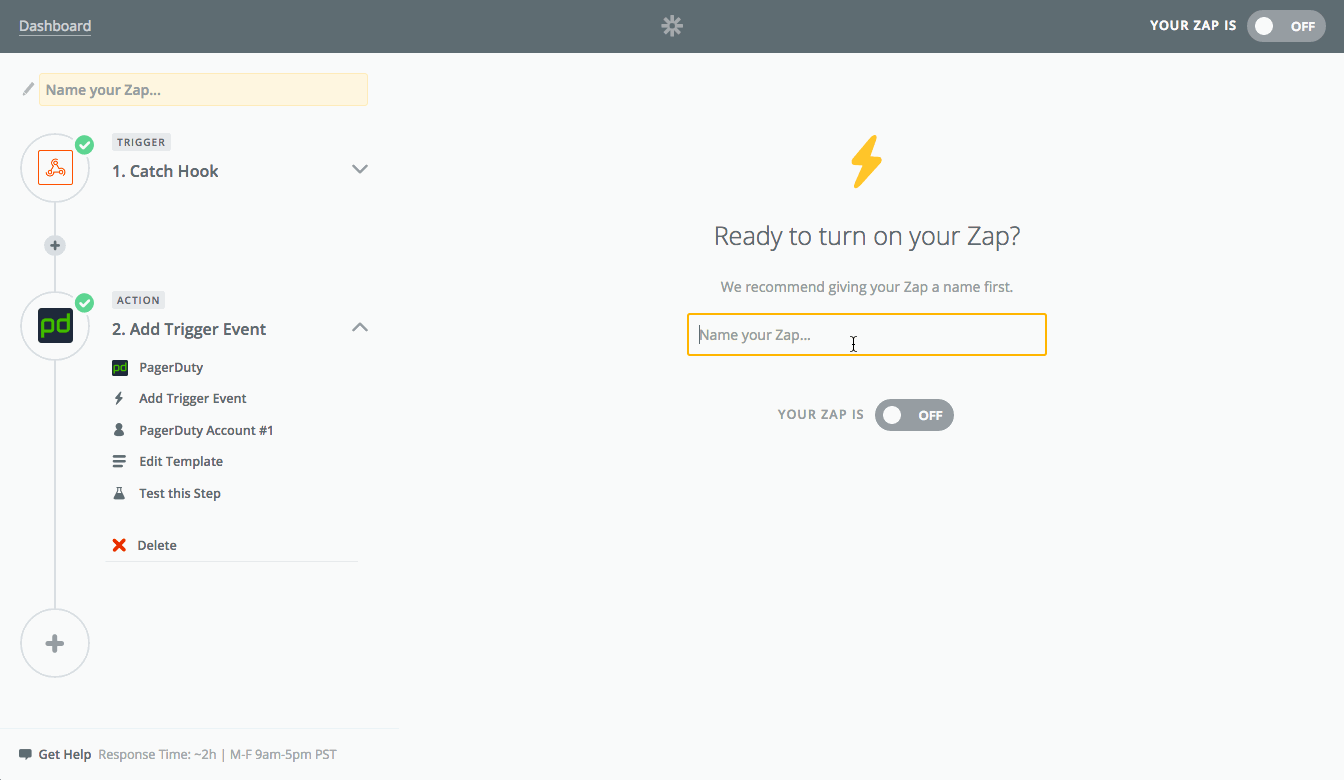 Dashboard
YOUR ZAP IS
OFF
Name your Zap...
TRIGGER
1. Catch Hook
ACTION
pd
2. Add Trigger Event
pd PagerDuty
Add Trigger Event
PagerDuty Account #1
Edit Template
Test this Step
Delete
Get Help Response Time: ~2h | M-F 9am-5pm PST
Ready to turn on your Zap?
We recommend giving your Zap a name first.
Name your Zap...
YOUR ZAP IS
OFF